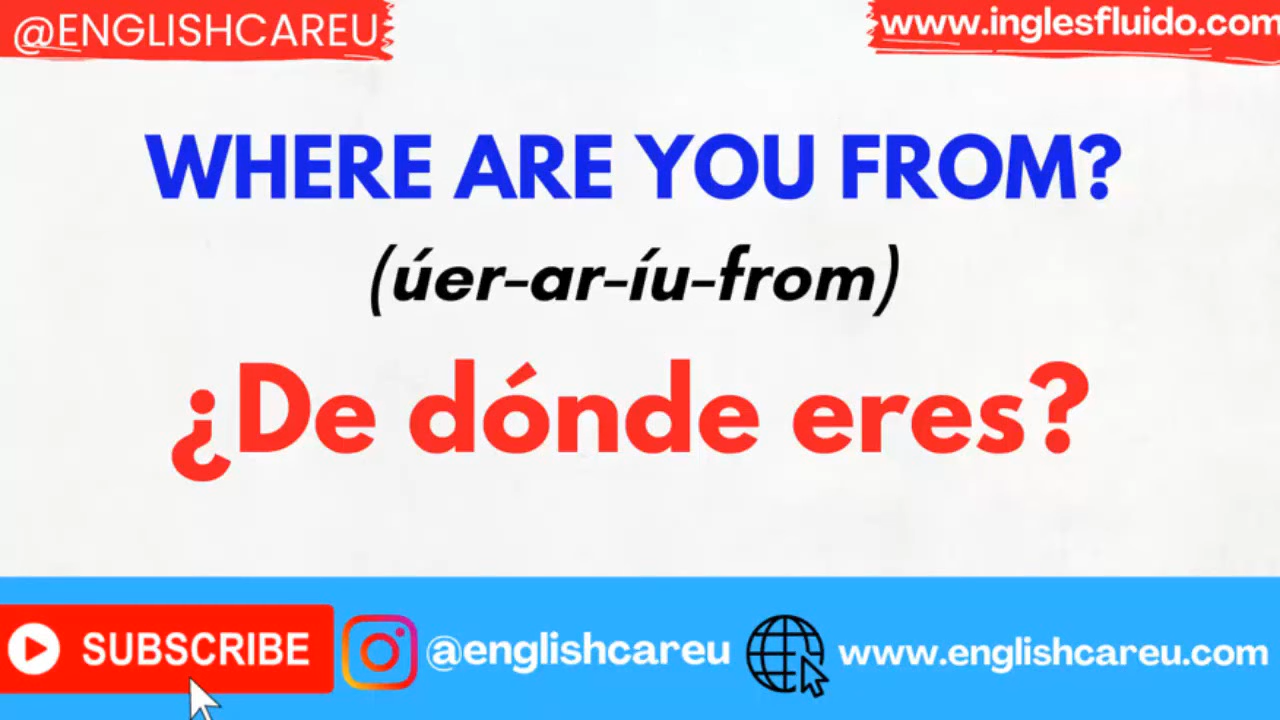 @ENGLISHCAREU
www.inglesfluido.com
WHERE ARE YOU FROM?
(úer-ar-íu-from)
¿De dónde eres?
SUBSCRIBE
@englishcareu
www.englishcareu.com